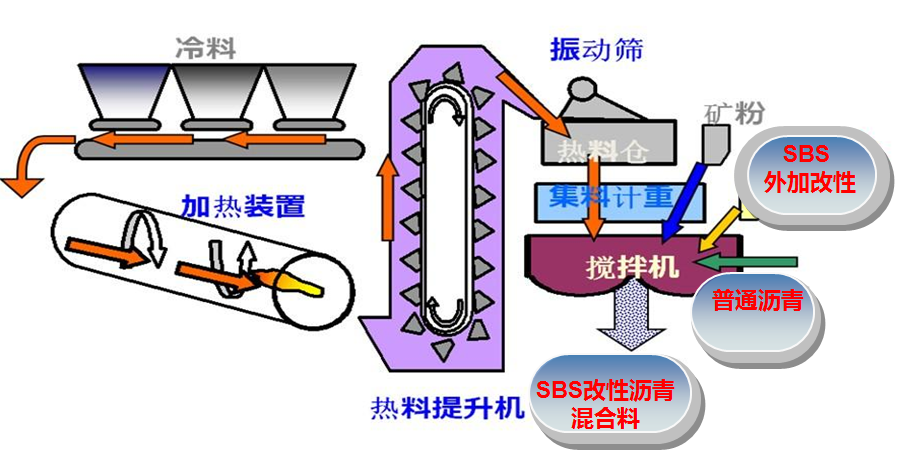 冷料
振动筛
矿粉
热料仓
SBS
外加改性
加热装置
集料计重
搅拌机
普通沥青
SBS改性沥青
混合料
热料提升机